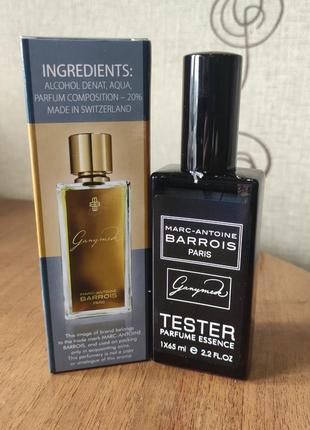 INGREDIENTS:
ALCOHOL DENAT, AQUA,
PARFUM COMPOSITION – 20%
MADE IN SWITZERLAND
Ganymede
MARC-ANTOINE
BARROIS
PARIS
This image of brand belongs
to the trade mark MARC-ANTOINE
BARROIS, and used on packing
only in acquainting aims.
This perfumery is not a copy
or analogue of this aroma
MARC-ANTOINE
BARROIS
PARIS
Ganymede
TESTER
PARFUME ESSENCE
1X65 ml e 2.2 FL.OZ